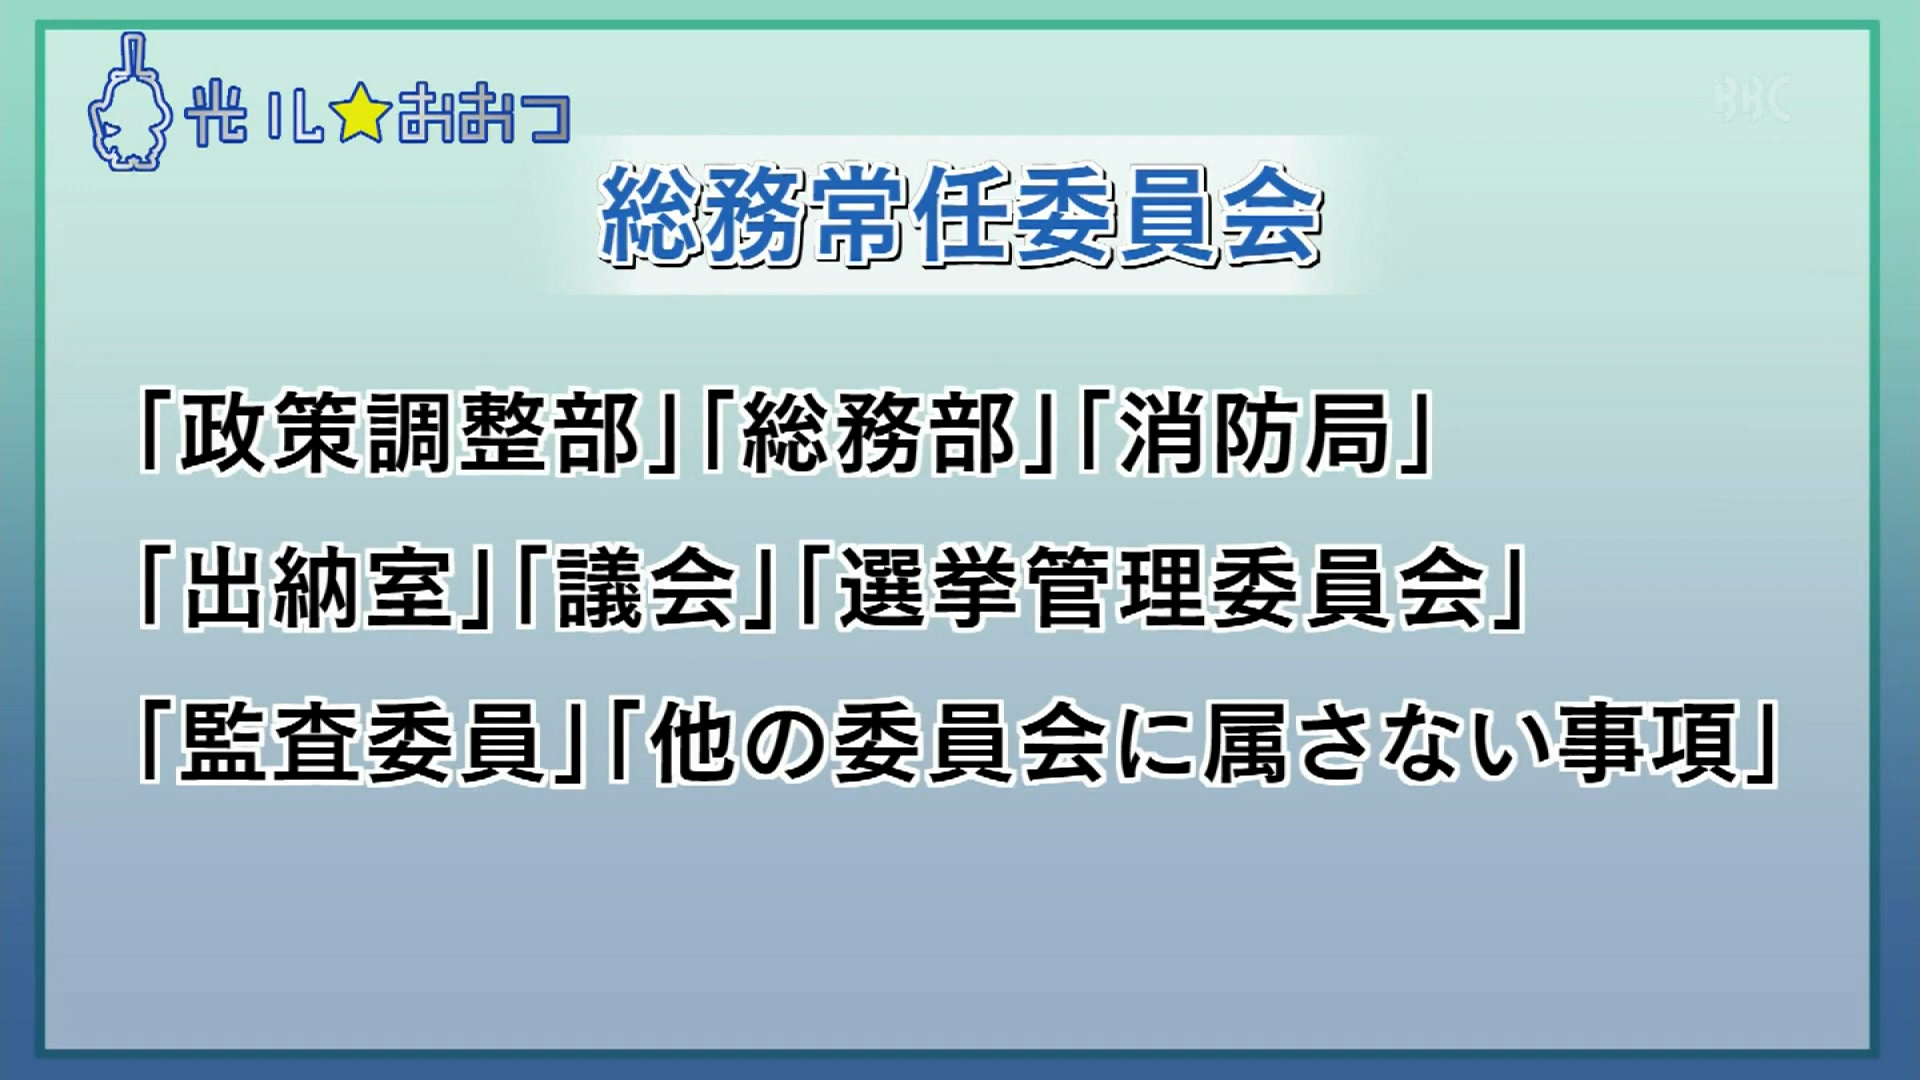 光ル★おおつ
BBC
総務常任委員会
「政策調整部」「総務部」「消防局」
「出納室」「議会」「選挙管理委員会」
「監査委員」「他の委員会に属さない事項」